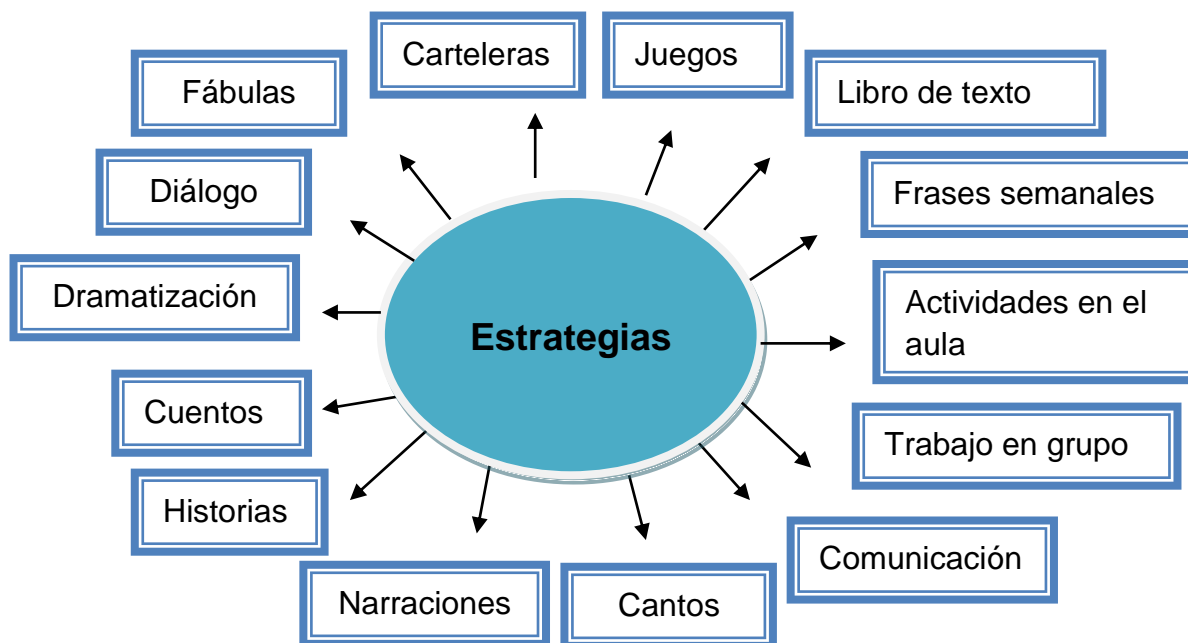 Carteleras
Juegos
Fábulas
Libro de texto
Diálogo
Frases semanales
Dramatización
Actividades en el
aula
Estrategias
Cuentos
Trabajo en grupo
Historias
Comunicación
Narraciones
Cantos